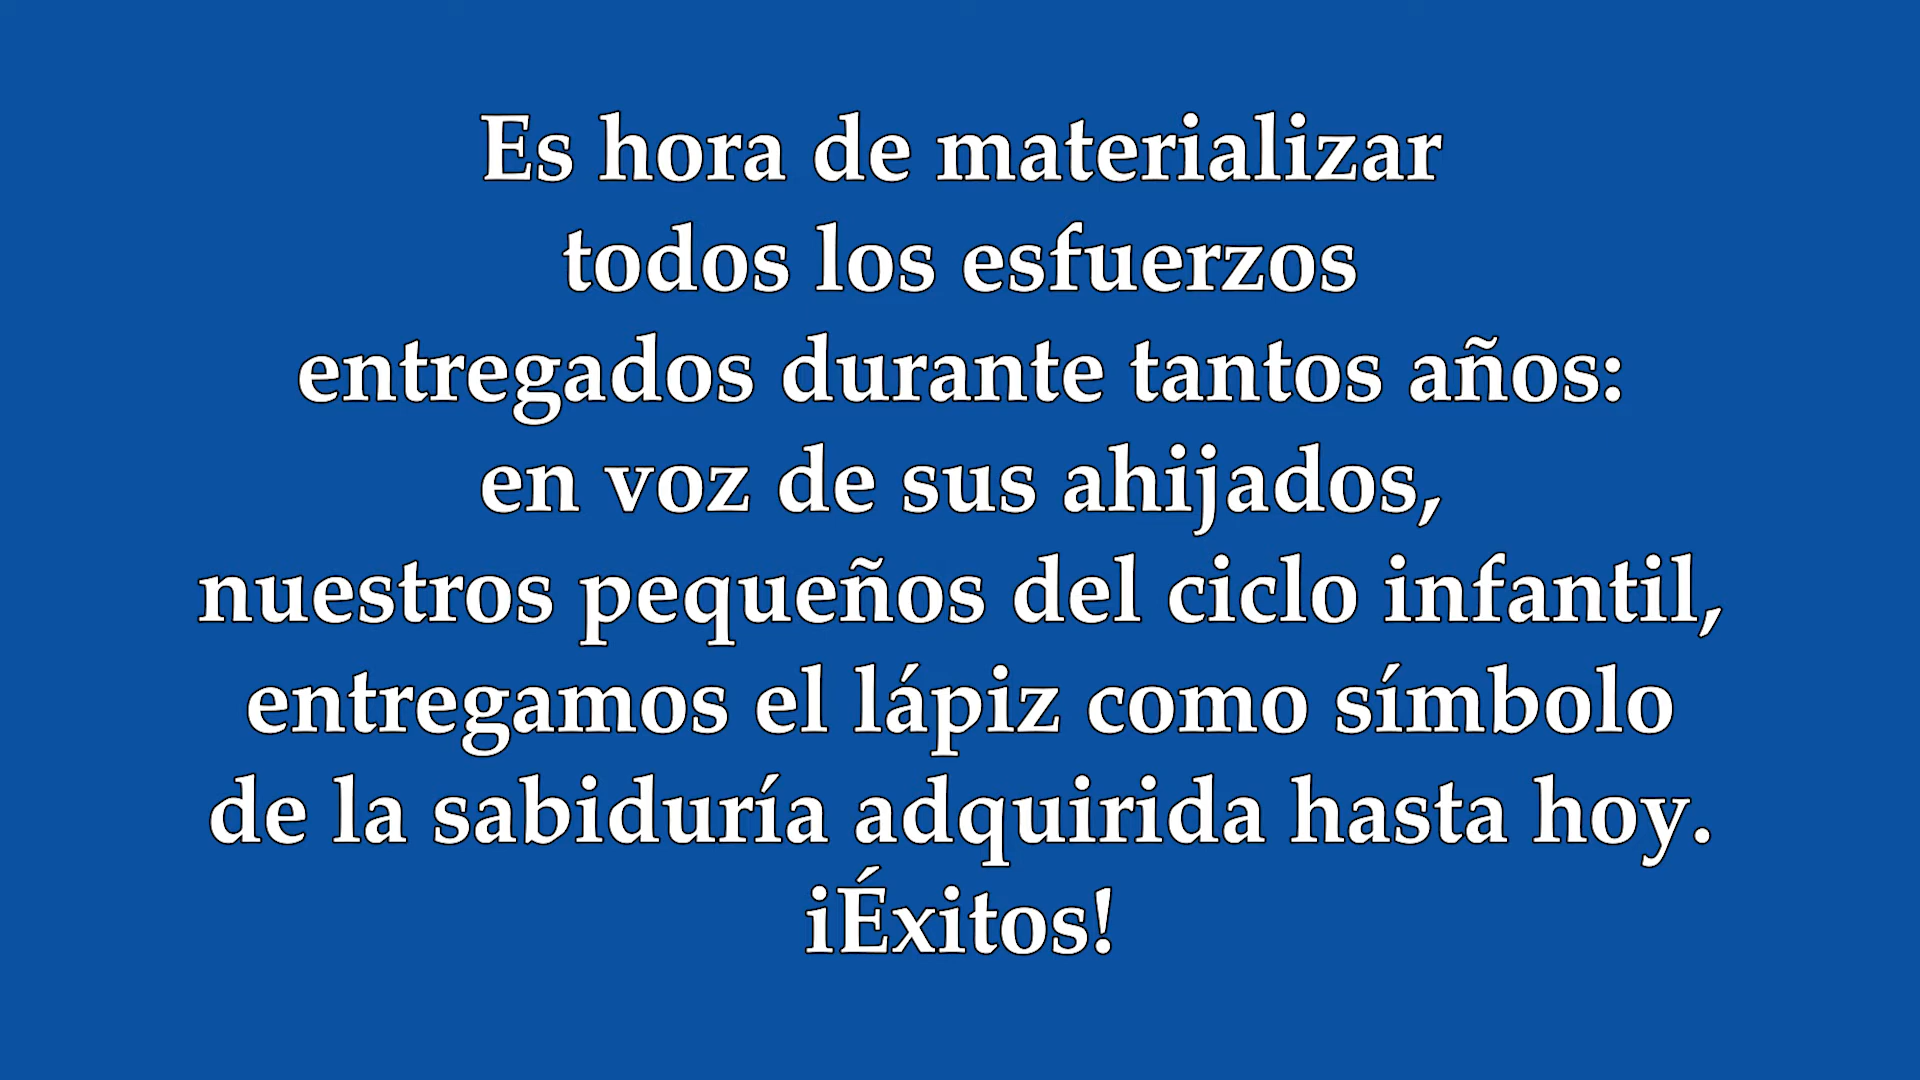 Es hora de materializar
todos los esfuerzos
entregados durante tantos años:
en voz de sus ahijados,
nuestros pequeños del ciclo infantil,
entregamos el lápiz como símbolo
de la sabiduría adquirida hasta hoy.
¡Éxitos!